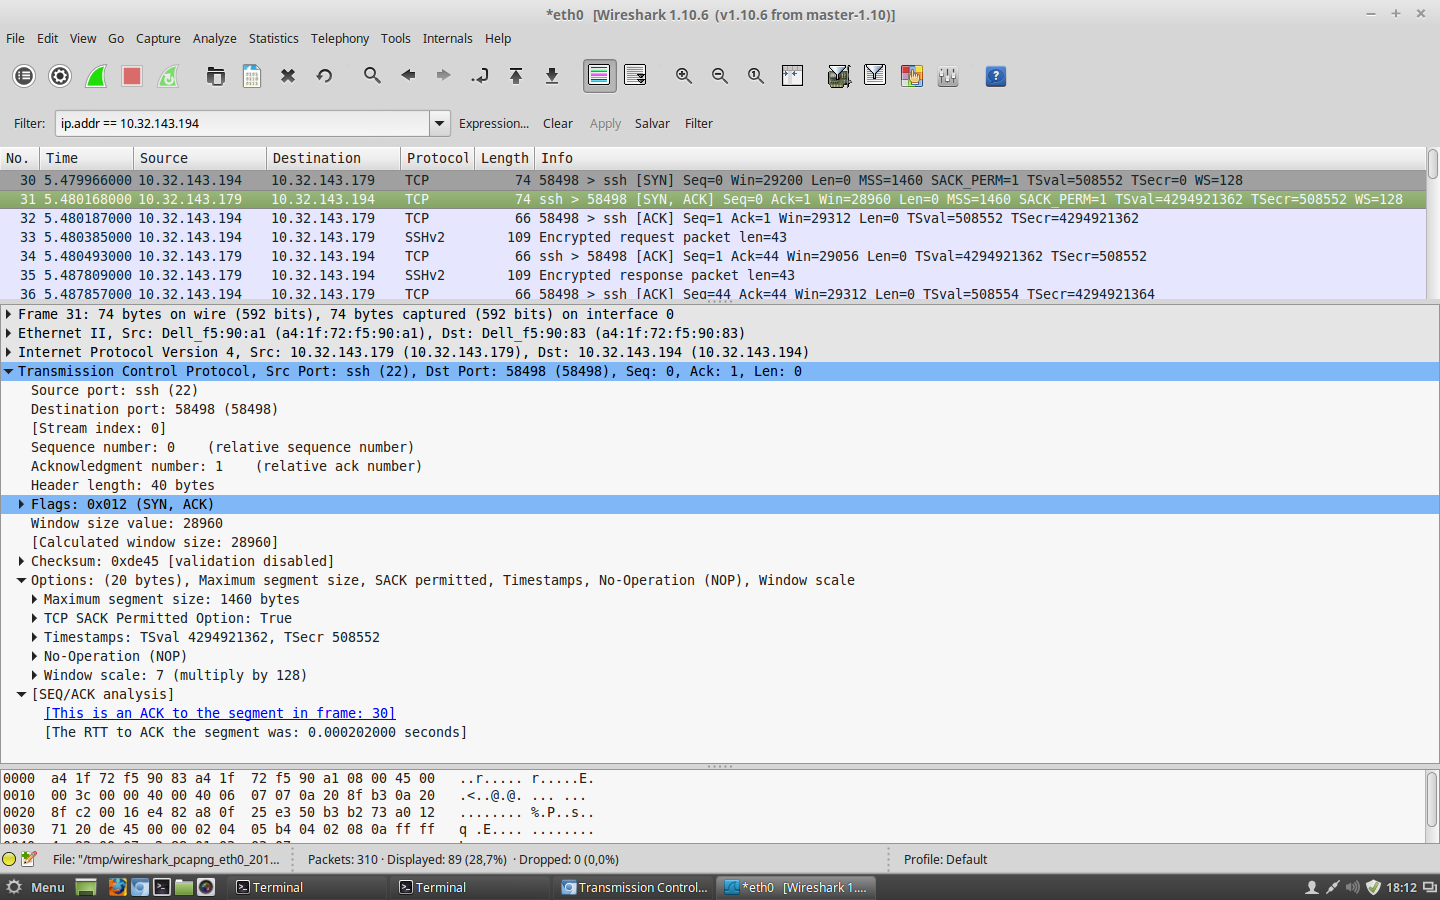 *eth0 [Wireshark 1.10.6 (v1.10.6 from master-1.10)]
File Edit View Go Capture Analyze Statistics Telephony Tools Internals Help
Filter: ip.addr == 10.32.143.194 Expression... Clear Apply Salvar Filter
No. Time Source Destination Protocol Length Info
30 5.479966000 10.32.143.194 10.32.143.179 TCP 74 58498 > ssh [SYN] Seq=0 Win=29200 Len=0 MSS=1460 SACK_PERM=1 TSval=508552 TSecr=0 WS=128
31 5.480168000 10.32.143.179 10.32.143.194 TCP 74 ssh > 58498 [SYN, ACK] Seq=0 Ack=1 Win=28960 Len=0 MSS=1460 SACK_PERM=1 TSval=4294921362 TSecr=508552 WS=128
32 5.480187000 10.32.143.194 10.32.143.179 TCP 66 58498 > ssh [ACK] Seq=1 Ack=1 Win=29312 Len=0 TSval=508552 TSecr=4294921362
33 5.480385000 10.32.143.194 10.32.143.179 SSHv2 109 Encrypted request packet len=43
34 5.480493000 10.32.143.179 10.32.143.194 TCP 66 ssh > 58498 [ACK] Seq=1 Ack=44 Win=29056 Len=0 TSval=4294921362 TSecr=508552
35 5.487809000 10.32.143.179 10.32.143.194 SSHv2 109 Encrypted response packet len=43
36 5.487857000 10.32.143.194 10.32.143.179 TCP 66 58498 > ssh [ACK] Seq=44 Ack=44 Win=29312 Len=0 TSval=508554 TSecr=4294921364
Frame 31: 74 bytes on wire (592 bits), 74 bytes captured (592 bits) on interface 0
Ethernet II, Src: Dell_f5:90:a1 (a4:1f:72:f5:90:a1), Dst: Dell_f5:90:83 (a4:1f:72:f5:90:83)
Internet Protocol Version 4, Src: 10.32.143.179 (10.32.143.179), Dst: 10.32.143.194 (10.32.143.194)
Transmission Control Protocol, Src Port: ssh (22), Dst Port: 58498 (58498), Seq: 0, Ack: 1, Len: 0
Source port: ssh (22)
Destination port: 58498 (58498)
[Stream index: 0]
Sequence number: 0 (relative sequence number)
Acknowledgment number: 1 (relative ack number)
Header length: 40 bytes
Flags: 0x012 (SYN, ACK)
Window size value: 28960
[Calculated window size: 28960]
Checksum: 0xde45 [validation disabled]
Options: (20 bytes), Maximum segment size, SACK permitted, Timestamps, No-Operation (NOP), Window scale
Maximum segment size: 1460 bytes
TCP SACK Permitted Option: True
Timestamps: TSval 4294921362, TSecr 508552
No-Operation (NOP)
Window scale: 7 (multiply by 128)
[SEQ/ACK analysis]
[This is an ACK to the segment in frame: 30]
[The RTT to ACK the segment was: 0.000202000 seconds]
0000 a4 1f 72 f5 90 83 a4 1f 72 f5 90 a1 08 00 45 00 ..r..... r.....E.
0010 00 3c 00 00 40 00 40 06 07 07 0a 20 8f b3 0a 20 .<..@.@. ... ...
0020 8f c2 00 16 e4 82 a8 0f 25 e3 50 b3 b2 73 a0 12 ........ %.P..s..
0030 71 20 de 45 00 00 02 04 05 b4 04 02 08 0a ff ff q .E.... ........
File: "/tmp/wireshark_pcapng_eth0_201... Packets: 310 · Displayed: 89 (28,7%) · Dropped: 0 (0,0%) Profile: Default
Menu Terminal Terminal Transmission Control... *eth0 [Wireshark 1.... 18:12